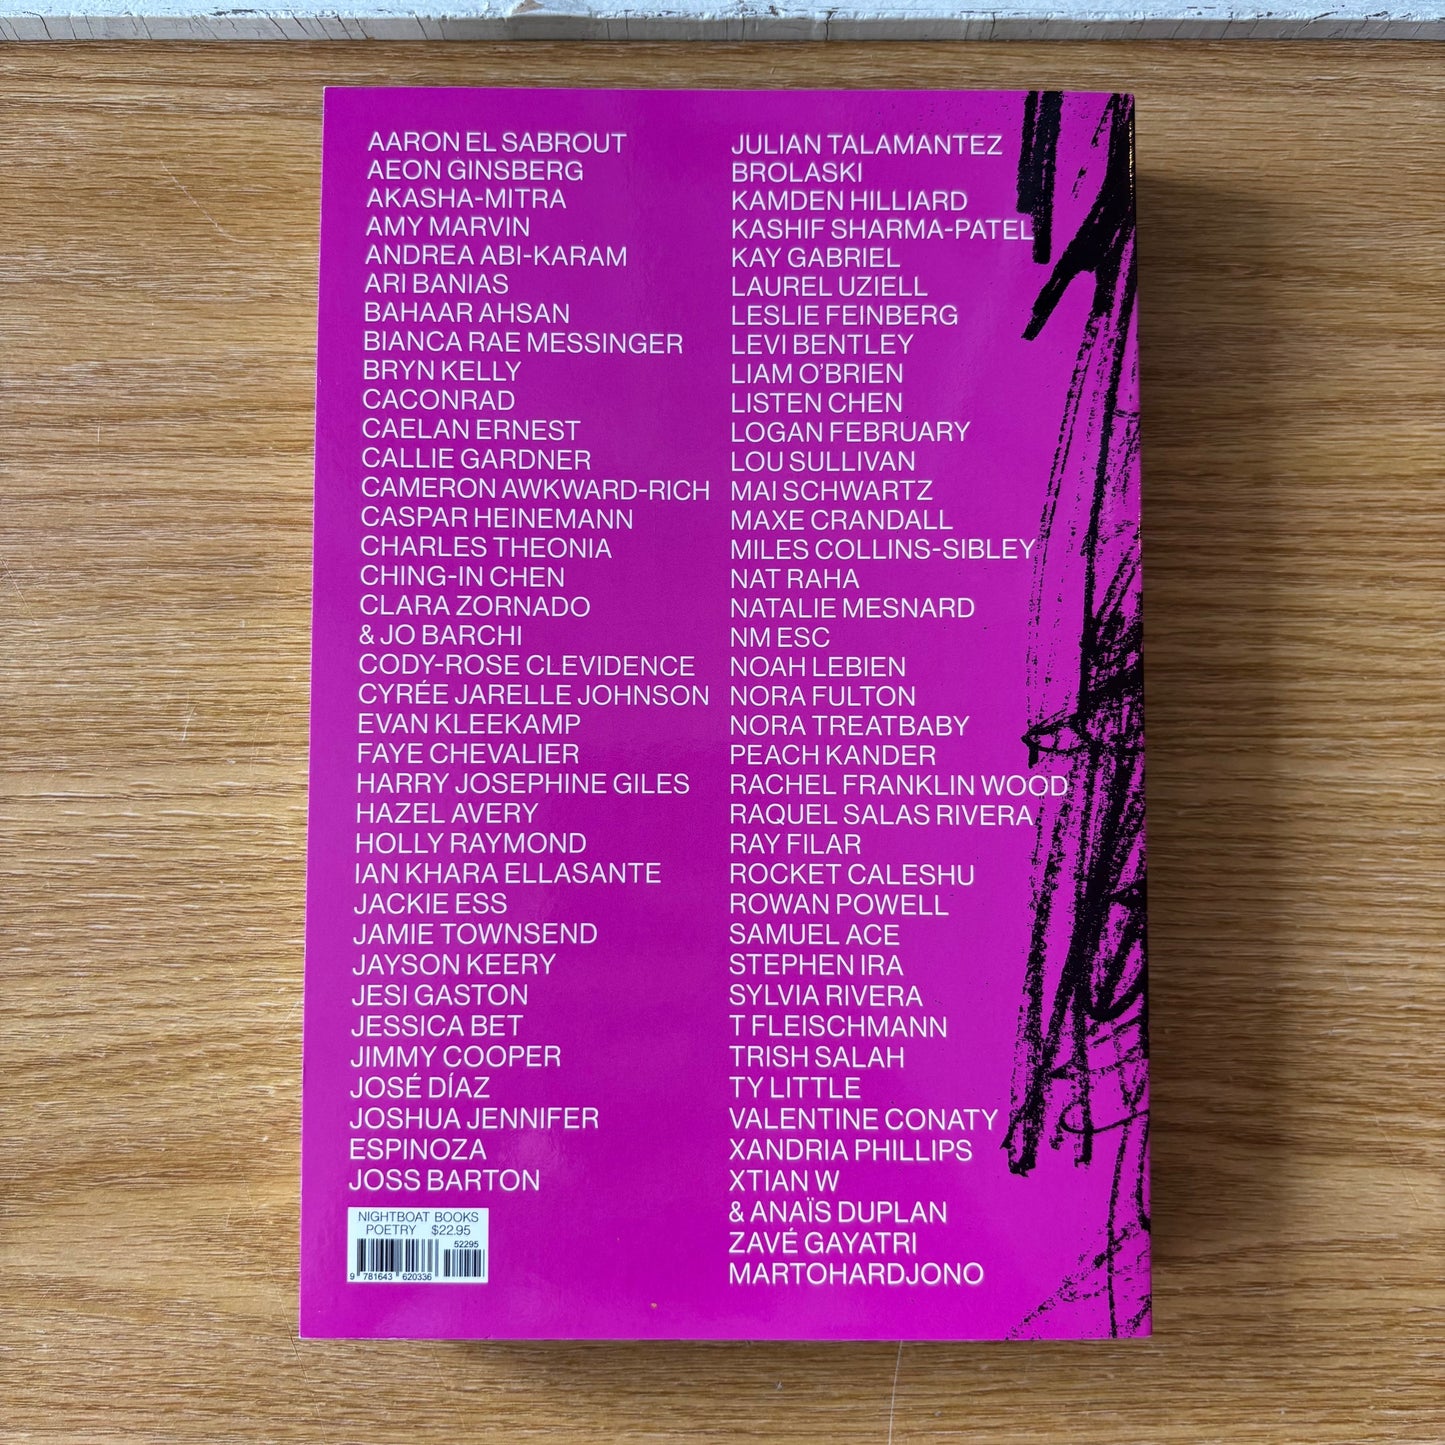 AARON EL SABROUT
AEON GINSBERG
AKASHA-MITRA
AMY MARVIN
ANDREA ABI-KARAM
ARI BANIAS
BAHAAR AHSAN
BIANCA RAE MESSINGER
BRYN KELLY
CACONRAD
CAELAN ERNEST
CALLIE GARDNER
CAMERON AWKWARD-RICH
CASPAR HEINEMANN
CHARLES THEONIA
CHING-IN CHEN
CLARA ZORNADO
& JO BARCHI
CODY-ROSE CLEVIDENCE
CYRÉE JARELLE JOHNSON
EVAN KLEEKAMP
FAYE CHEVALIER
HARRY JOSEPHINE GILES
HAZEL AVERY
HOLLY RAYMOND
IAN KHARA ELLASANTE
JACKIE ESS
JAMIE TOWNSEND
JAYSON KEERY
JESI GASTON
JESSICA BET
JIMMY COOPER
JOSÉ DÍAZ
JOSHUA JENNIFER
ESPINOZA
JOSS BARTON
JULIAN TALAMANTEZ
BROLASKI
KAMDEN HILLIARD
KASHIF SHARMA-PATEL
KAY GABRIEL
LAUREL UZIELL
LESLIE FEINBERG
LEVI BENTLEY
LIAM O’BRIEN
LISTEN CHEN
LOGAN FEBRUARY
LOU SULLIVAN
MAI SCHWARTZ
MAXE CRANDALL
MILES COLLINS-SIBLEY
NAT RAHA
NATALIE MESNARD
NM ESC
NOAH LEBIEN
NORA FULTON
NORA TREATBABY
PEACH KANDER
RACHEL FRANKLIN WOOD
RAQUEL SALAS RIVERA
RAY FILAR
ROCKET CALESHU
ROWAN POWELL
SAMUEL ACE
STEPHEN IRA
SYLVIA RIVERA
T FLEISCHMANN
TRISH SALAH
TY LITTLE
VALENTINE CONATY
XANDRIA PHILLIPS
XTIAN W
& ANAÏS DUPLAN
ZAVÉ GAYATRI
MARTOHARDJONO
NIGHTBOAT BOOKS
POETRY $22.95
52295
9 781643 620336